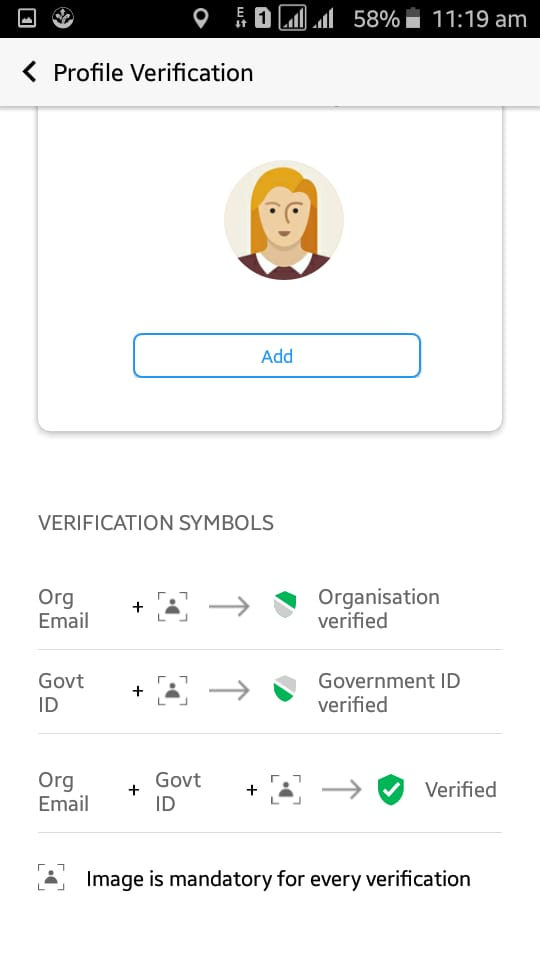 E 1 58% 11:19 am
Profile Verification
Add
VERIFICATION SYMBOLS
Org Email + Organisation verified
Govt ID + Government ID verified
Org Email + Govt ID + Verified
Image is mandatory for every verification